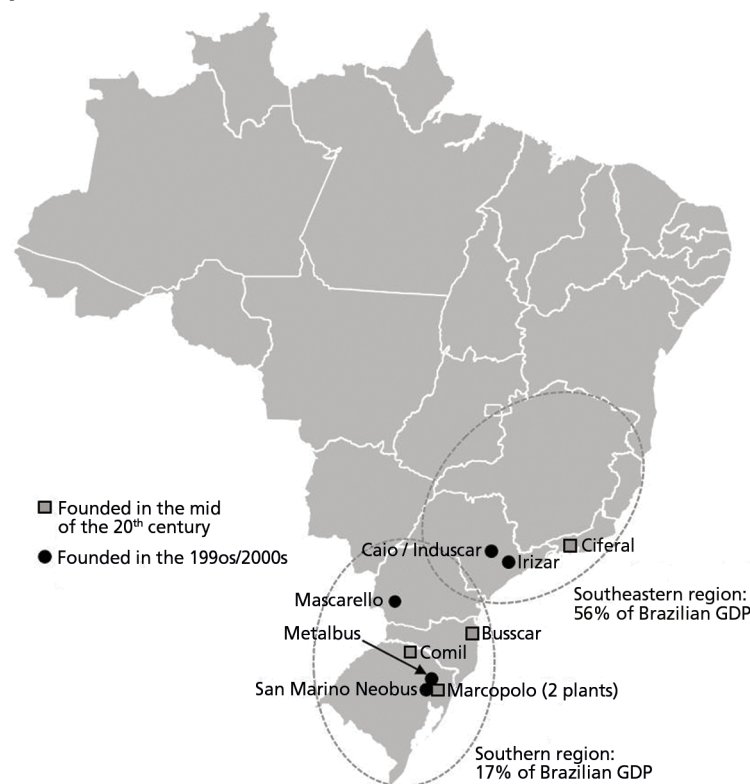 Founded in the mid
of the 20th century
Founded in the 199os/2000s
Caio / Induscar
Ciferal
Irizar
Southeastern region:
56% of Brazilian GDP
Mascarello
Metalbus
Busscar
Comil
San Marino Neobus
Marcopolo (2 plants)
Southern region:
17% of Brazilian GDP